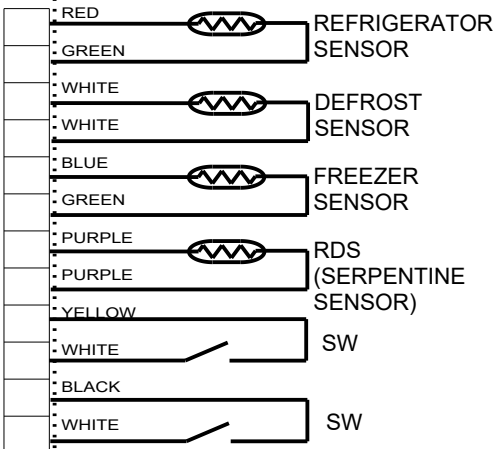 RED
REFRIGERATOR
GREEN
SENSOR
WHITE
DEFROST
WHITE
SENSOR
BLUE
FREEZER
GREEN
SENSOR
PURPLE
RDS
PURPLE
(SERPENTINE
SENSOR)
YELLOW
WHITE
SW
BLACK
WHITE
SW